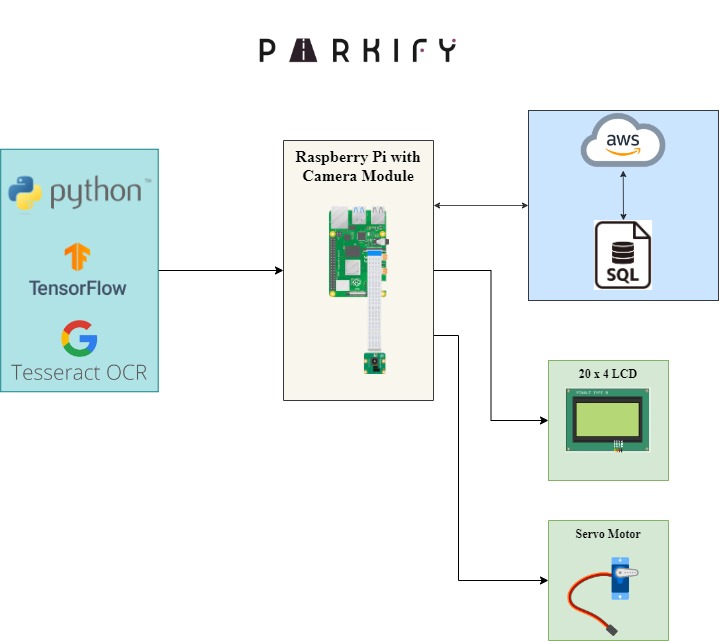 PARKIFY
python™
TensorFlow
Tesseract OCR
Raspberry Pi with
Camera Module
aws
SQL
20 x 4 LCD
Servo Motor